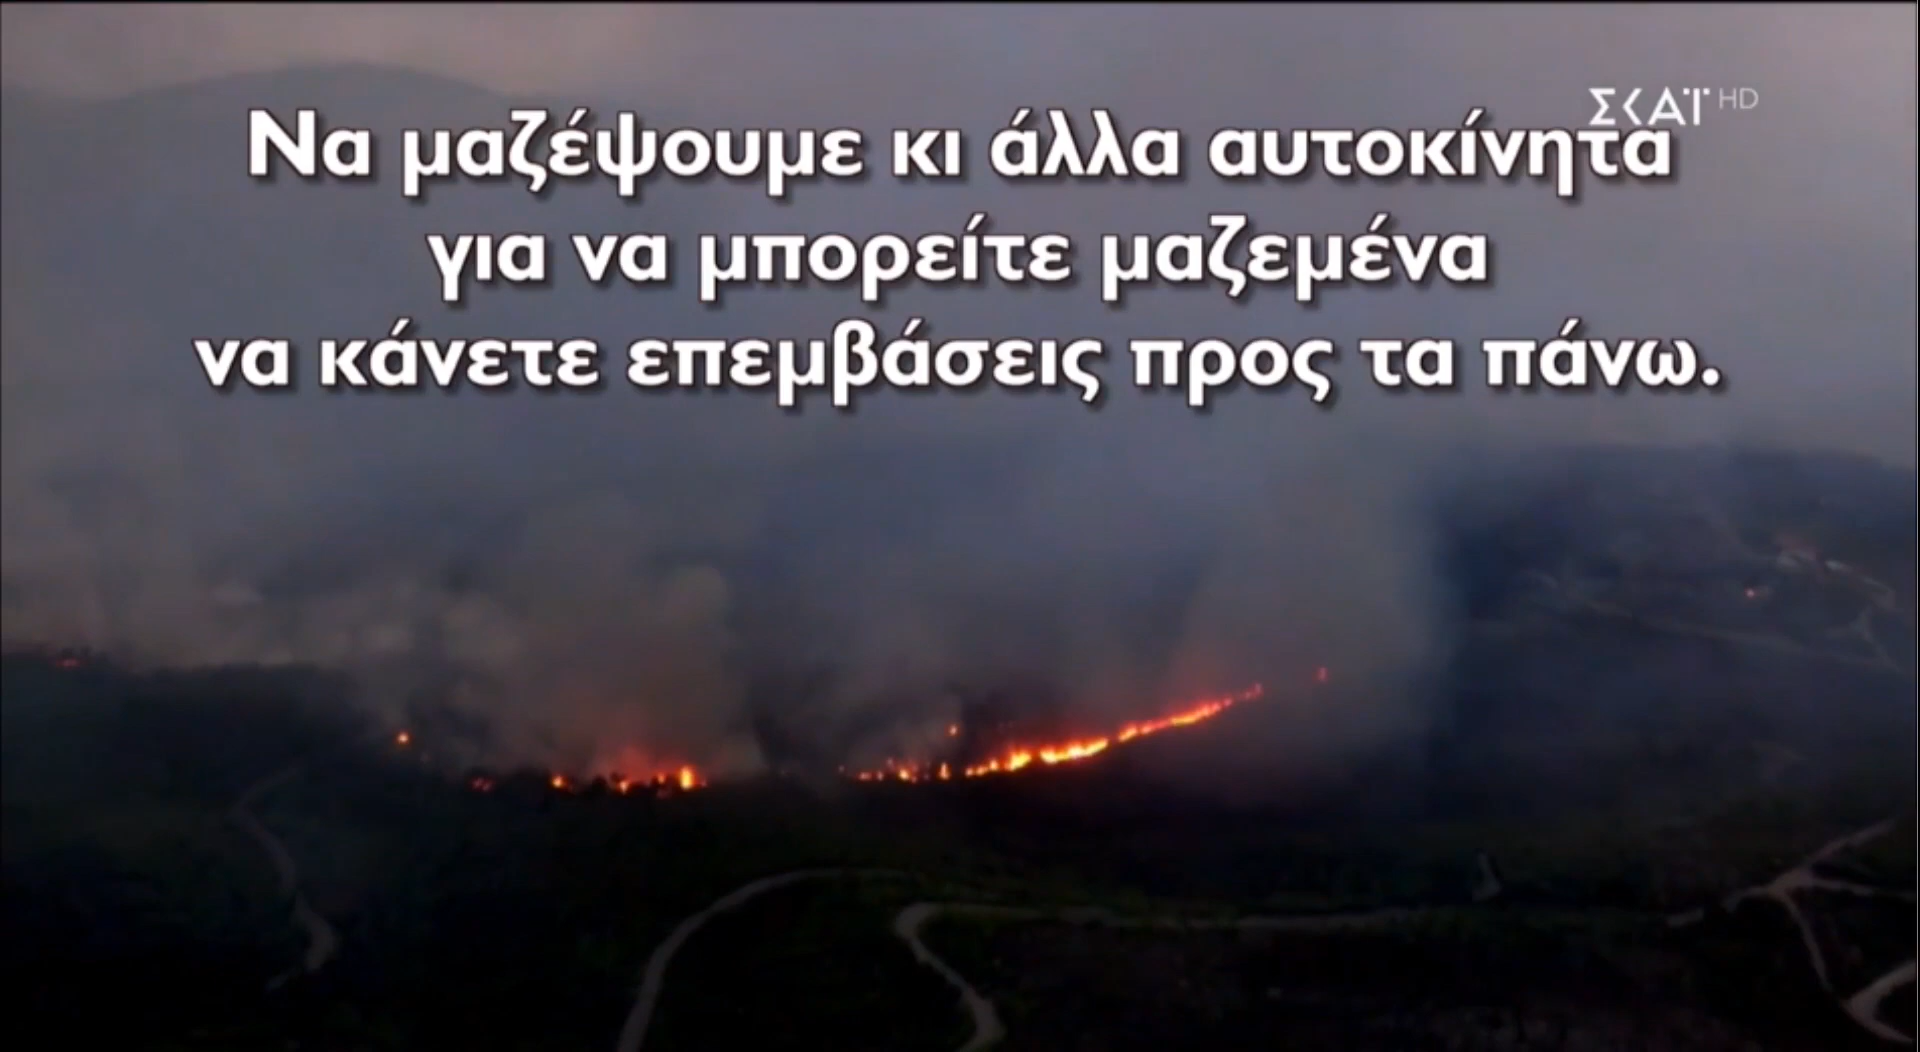 ΣΚΑΪ HD
Να μαζέψουμε κι άλλα αυτοκίνητα
για να μπορείτε μαζεμένα
να κάνετε επεμβάσεις προς τα πάνω.